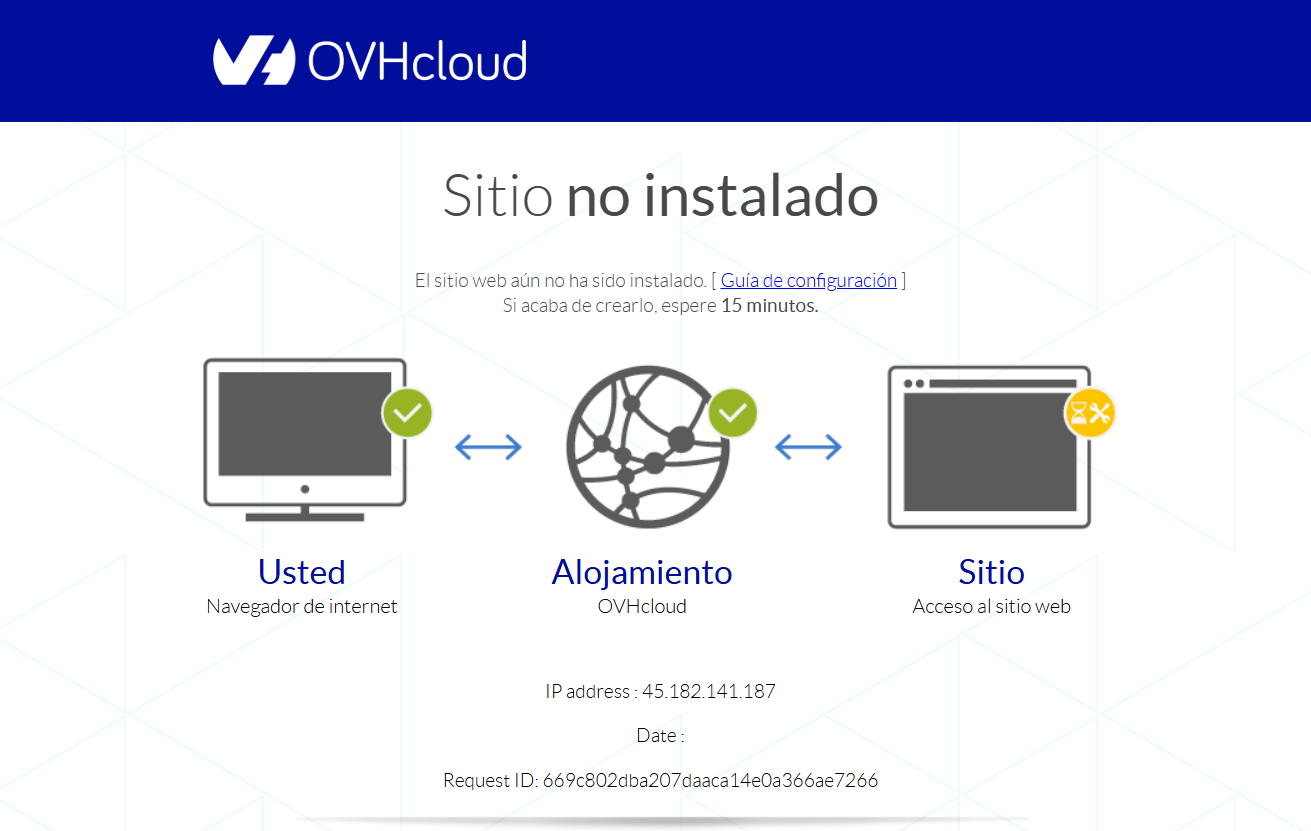 OVHcloud
Sitio no instalado
El sitio web aún no ha sido instalado. [ Guía de configuración ]
Si acaba de crearlo, espere 15 minutos.
Usted
Navegador de internet
Alojamiento
OVHcloud
Sitio
Acceso al sitio web
IP address : 45.182.141.187
Date :
Request ID: 669c802dba207daaca14e0a366ae7266